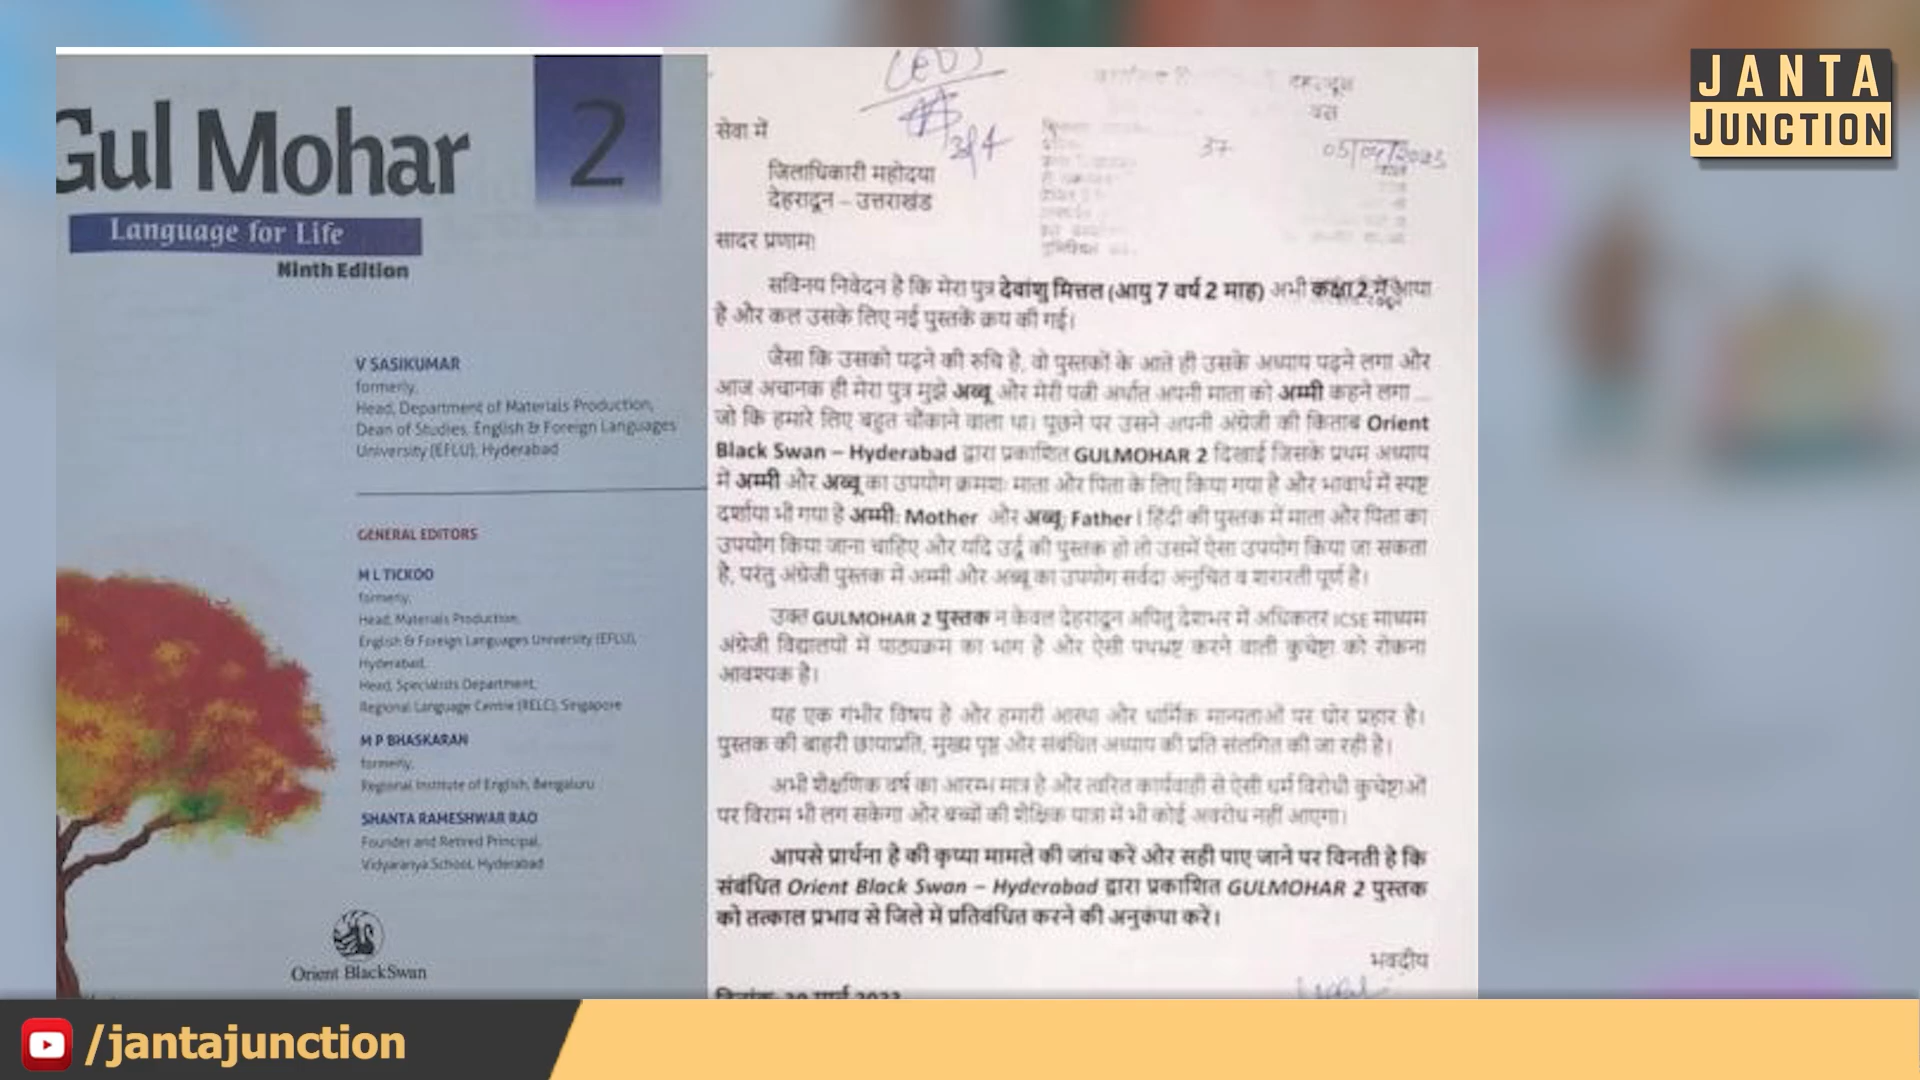 JANTA
JUNCTION
Gul Mohar
2
Language for Life
Ninth Edition
V SASIKUMAR
formerly,
Head, Department of Materials Production,
Dean of Studies, English & Foreign Languages
University (EFLU), Hyderabad
GENERAL EDITORS
M L TICKOO
formerly,
Head, Materials Production,
English & Foreign Languages University (EFLU),
Hyderabad,
Head, Specialists Department,
Regional Language Centre (RELC), Singapore
M P BHASKARAN
formerly,
Regional Institute of English, Bengaluru
SHANTA RAMESHWAR RAO
Founder and Retired Principal,
Vidyaranya School, Hyderabad
Orient BlackSwan
सेवा में
37
जिलाधिकारी महोदया
देहरादून – उत्तराखंड
सादर प्रणाम!
सविनय निवेदन है कि मेरा पुत्र देवांशु मित्तल (आयु 7 वर्ष 2 माह) अभी कक्षा 2 में आया
है और कल उसके लिए नई पुस्तकें क्रय की गई।
जैसा कि उसको पढ़ने की रुचि है, वो पुस्तकों के आते ही उसके अध्याय पढ़ने लगा और
आज अचानक ही मेरा पुत्र मुझे अब्बू और मेरी पत्नी अर्थात अपनी माता को अम्मी कहने लगा ...
जो कि हमारे लिए बहुत चौंकाने वाला था। पूछने पर उसने अपनी अंग्रेजी की किताब Orient
Black Swan – Hyderabad द्वारा प्रकाशित GULMOHAR 2 दिखाई जिसके प्रथम अध्याय
में अम्मी और अब्बू का उपयोग क्रमशः माता और पिता के लिए किया गया है और भावार्थ में स्पष्ट
दर्शाया भी गया है अम्मी: Mother और अब्बू: Father। हिंदी की पुस्तक में माता और पिता का
उपयोग किया जाना चाहिए और यदि उर्दू की पुस्तक हो तो उसमें ऐसा उपयोग किया जा सकता
है, परंतु अंग्रेजी पुस्तक में अम्मी और अब्बू का उपयोग सर्वदा अनुचित व शरारती पूर्ण है।
उक्त GULMOHAR 2 पुस्तक न केवल देहरादून अपितु देशभर में अधिकतर ICSE माध्यम
अंग्रेजी विद्यालयों में पाठ्यक्रम का भाग है और ऐसी पथभ्रष्ट करने वाली कुचेष्टा को रोकना
आवश्यक है।
यह एक गंभीर विषय है और हमारी आस्था और धार्मिक मान्यताओं पर घोर प्रहार है।
पुस्तक की बाहरी छायाप्रति, मुख्य पृष्ठ और संबंधित अध्याय की प्रति संलगित की जा रही है।
अभी शैक्षणिक वर्ष का आरम्भ मात्र है और त्वरित कार्यवाही से ऐसी धर्म विरोधी कुचेष्टाओं
पर विराम भी लग सकेगा और बच्चों की शैक्षिक यात्रा में भी कोई अवरोध नहीं आएगा।
आपसे प्रार्थना है की कृप्या मामले की जांच करें और सही पाए जाने पर विनती है कि
संबंधित Orient Black Swan – Hyderabad द्वारा प्रकाशित GULMOHAR 2 पुस्तक
को तत्काल प्रभाव से जिले में प्रतिबंधित करने की अनुकंपा करें।
भवदीय
/jantajunction